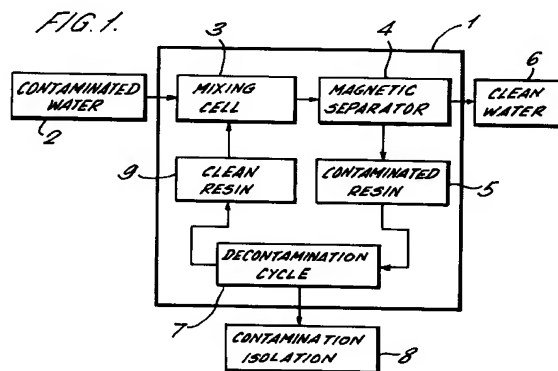 FIG. 1.
3
4
1
6
CONTAMINATED
WATER
2
MIXING
CELL
MAGNETIC
SEPARATOR
CLEAN
WATER
9
CLEAN
RESIN
CONTAMINATED
RESIN
5
DECONTAMINATION
CYCLE
7
CONTAMINATION
ISOLATION
8